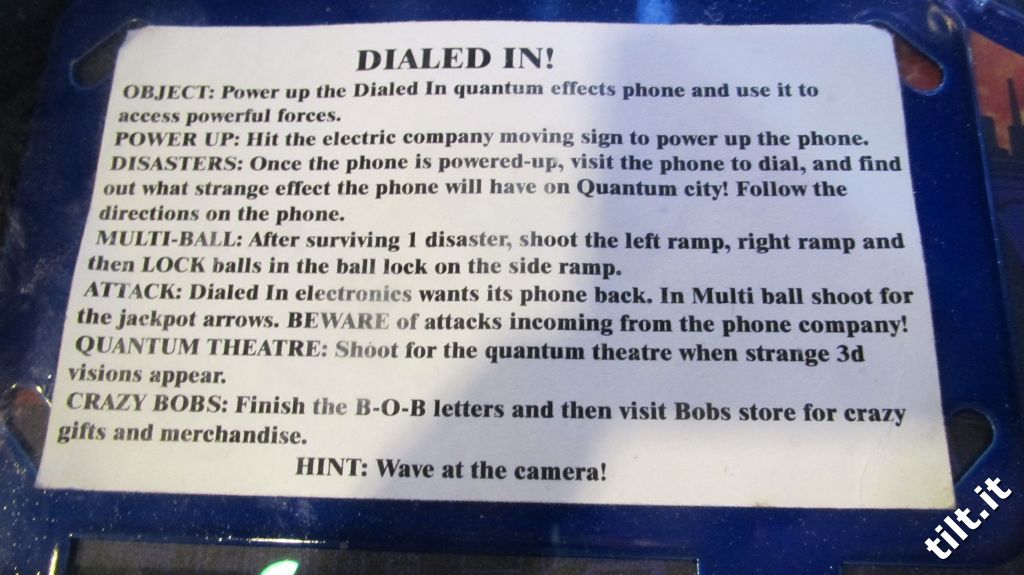 DIALED IN!
OBJECT: Power up the Dialed In quantum effects phone and use it to
access powerful forces.
POWER UP: Hit the electric company moving sign to power up the phone.
DISASTERS: Once the phone is powered-up, visit the phone to dial, and find
out what strange effect the phone will have on Quantum city! Follow the
directions on the phone.
MULTI-BALL: After surviving 1 disaster, shoot the left ramp, right ramp and
then LOCK balls in the ball lock on the side ramp.
ATTACK: Dialed In electronics wants its phone back. In Multi ball shoot for
the jackpot arrows. BEWARE of attacks incoming from the phone company!
QUANTUM THEATRE: Shoot for the quantum theatre when strange 3d
visions appear.
CRAZY BOBS: Finish the B-O-B letters and then visit Bobs store for crazy
gifts and merchandise.
HINT: Wave at the camera!
tilt.it